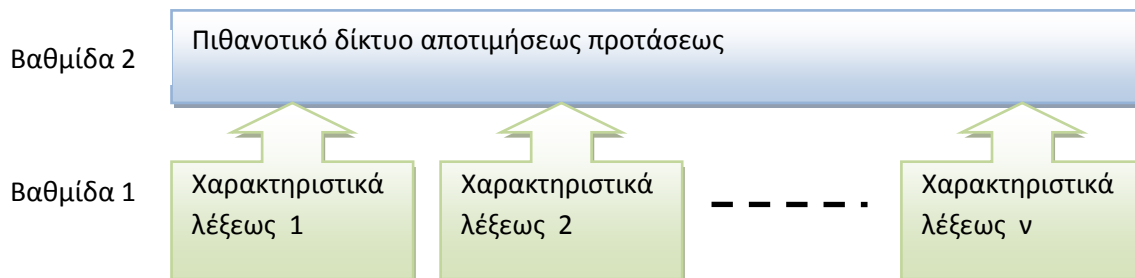 Βαθμίδα 2
Πιθανοτικό δίκτυο αποτιμήσεως προτάσεως
Βαθμίδα 1
Χαρακτηριστικά
λέξεως 1
Χαρακτηριστικά
λέξεως 2
Χαρακτηριστικά
λέξεως ν